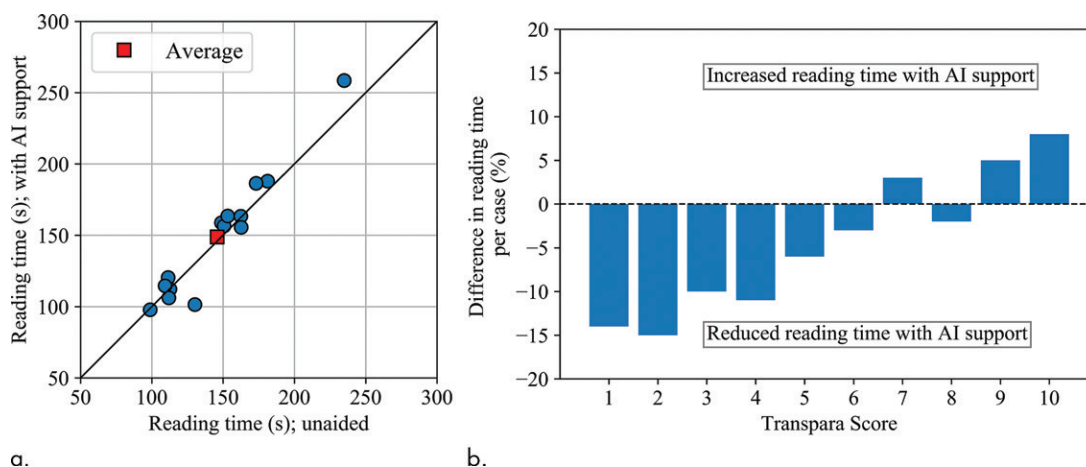 300
250
200
150
100
50
Reading time (s); with AI support
Average
50 100 150 200 250 300
Reading time (s); unaided
a.
20
15
10
5
0
−5
−10
−15
−20
Difference in reading time
per case (%)
Increased reading time with AI support
Reduced reading time with AI support
1 2 3 4 5 6 7 8 9 10
Transpara Score
b.